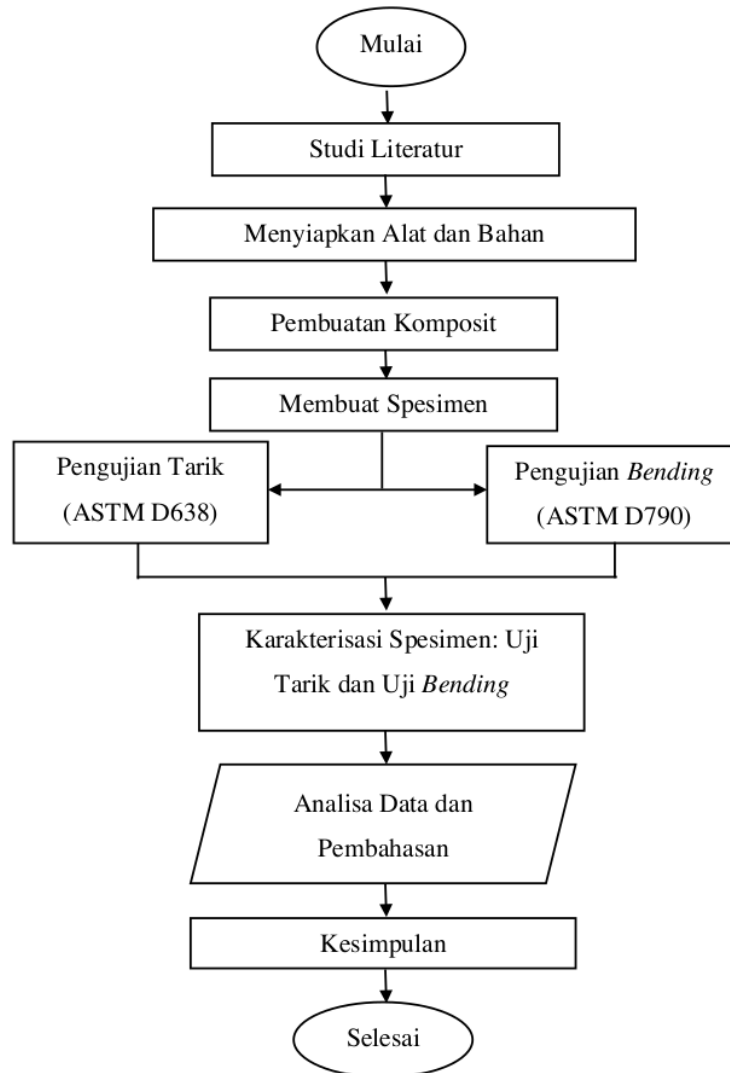 Mulai
Studi Literatur
Menyiapkan Alat dan Bahan
Pembuatan Komposit
Membuat Spesimen
Pengujian Tarik
(ASTM D638)
Pengujian Bending
(ASTM D790)
Karakterisasi Spesimen: Uji
Tarik dan Uji Bending
Analisa Data dan
Pembahasan
Kesimpulan
Selesai